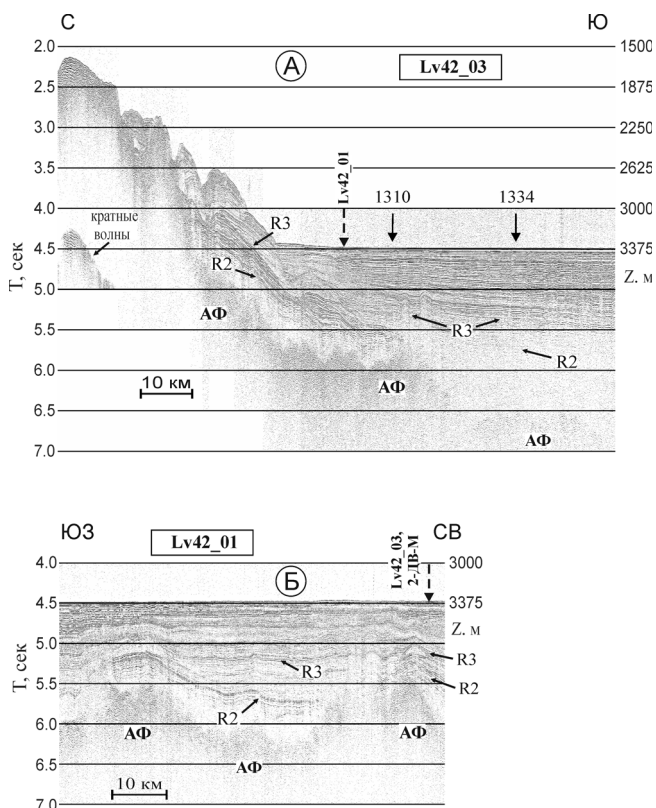 С Ю
А Lv42_03
2.0 1500
2.5 1875
3.0 2250
3.5 2625
4.0 3000
4.5 3375
5.0 Z. м
5.5
6.0
6.5
7.0
Т, сек
Lv42_01
1310 1334
кратные
волны
R3
R2
АФ
R3
R2
АФ
АФ
10 км
ЮЗ СВ
Lv42_01
Б
Lv42_03,
2-ДВ-М
4.0 3000
4.5 3375
5.0 Z. м
5.5
6.0
6.5
7.0
Т, сек
R3
R3
R2
R2
АФ
АФ
АФ
10 км